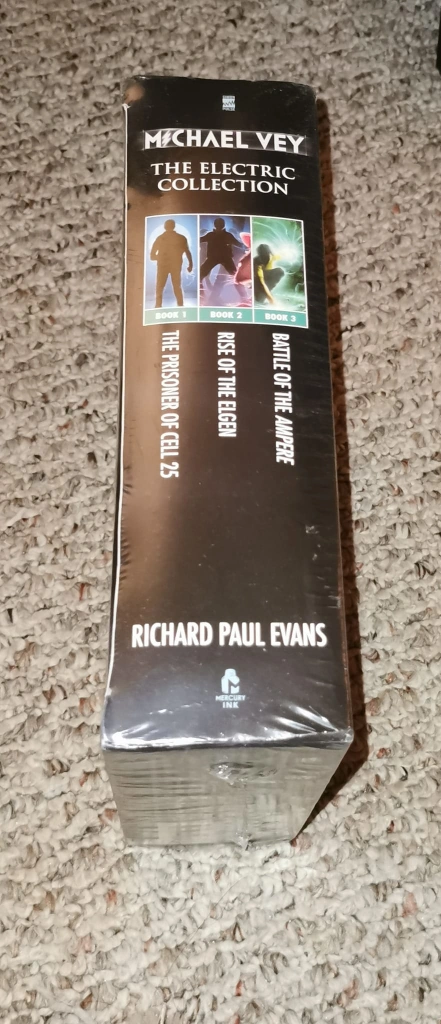 MICHAEL VEY
THE ELECTRIC
COLLECTION
BOOK 1
BOOK 2
BOOK 3
THE PRISONER OF CELL 25
RISE OF THE ELGEN
BATTLE OF THE AMPERE
RICHARD PAUL EVANS
MERCURY
INK